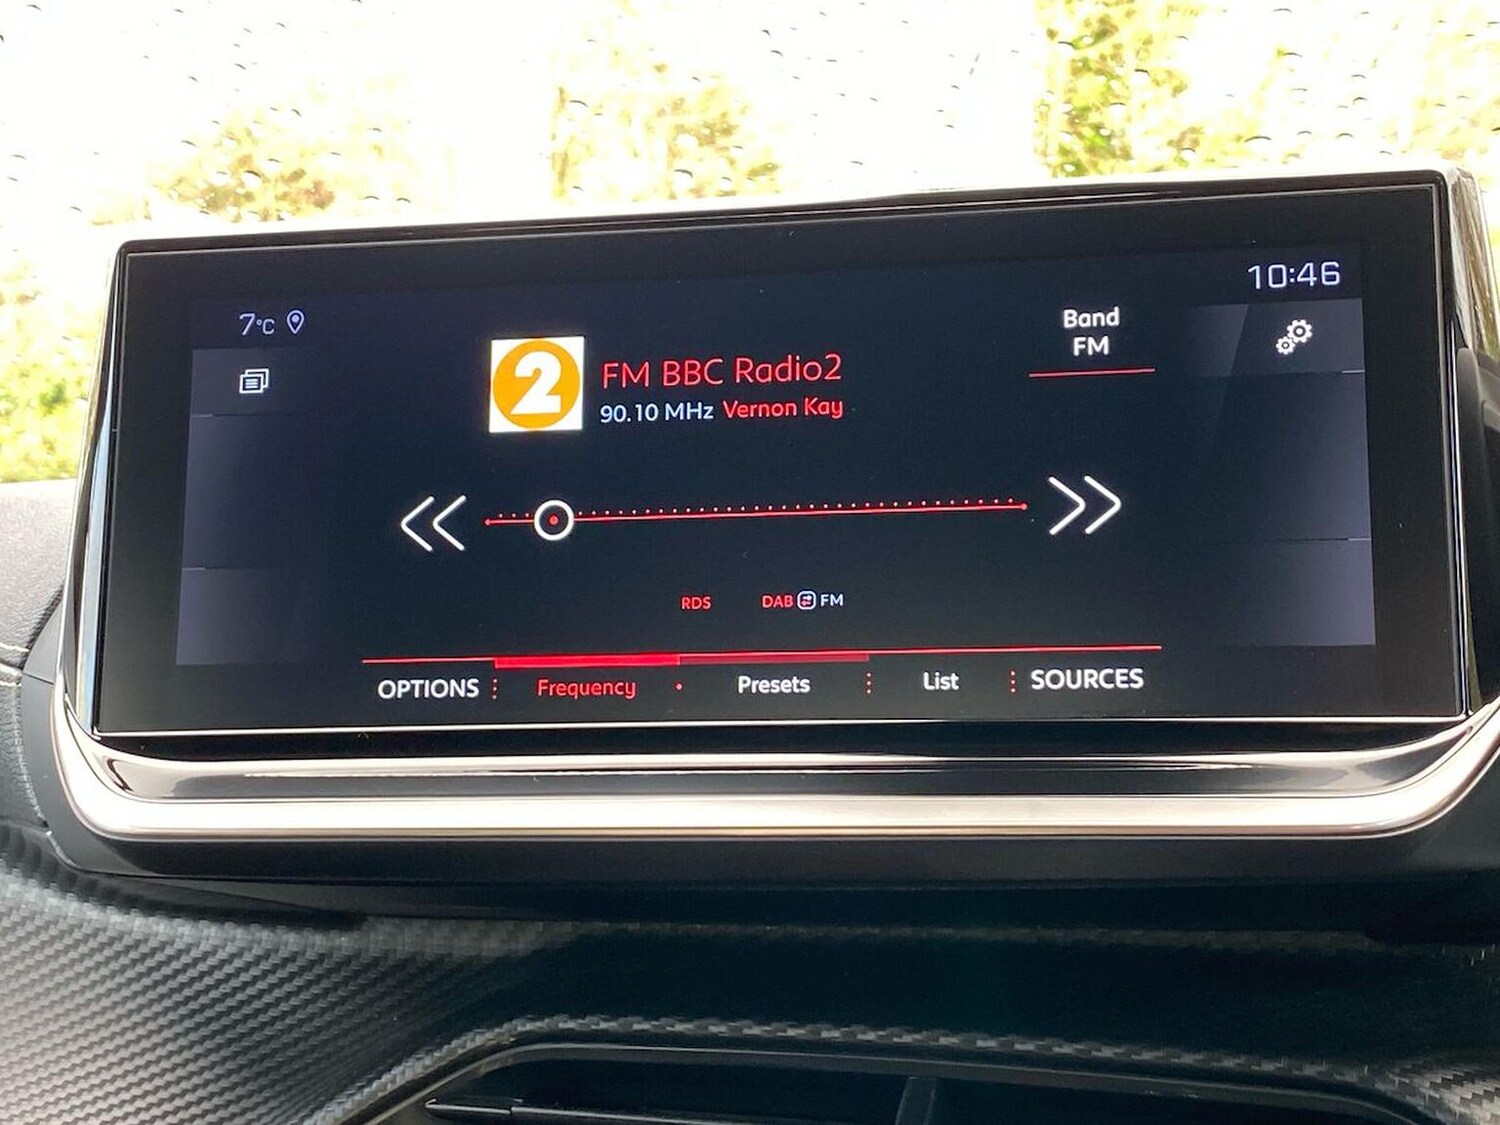 10:46
7°C
Band
FM
2
FM BBC Radio2
90.10 MHz Vernon Kay
RDS DAB FM
OPTIONS Frequency Presets List SOURCES